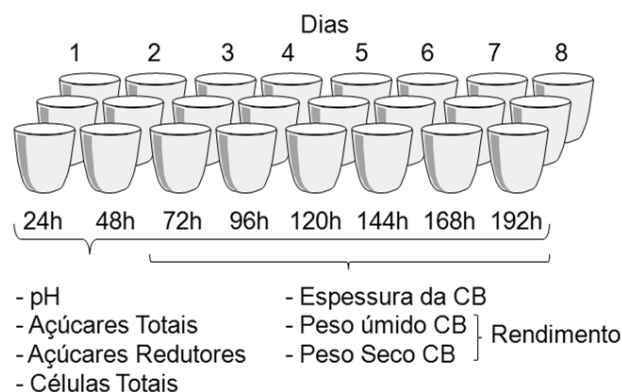 Dias
1 2 3 4 5 6 7 8
24h 48h 72h 96h 120h 144h 168h 192h
- pH
- Açúcares Totais
- Açúcares Redutores
- Células Totais
- Espessura da CB
- Peso úmido CB
- Peso Seco CB
Rendimento